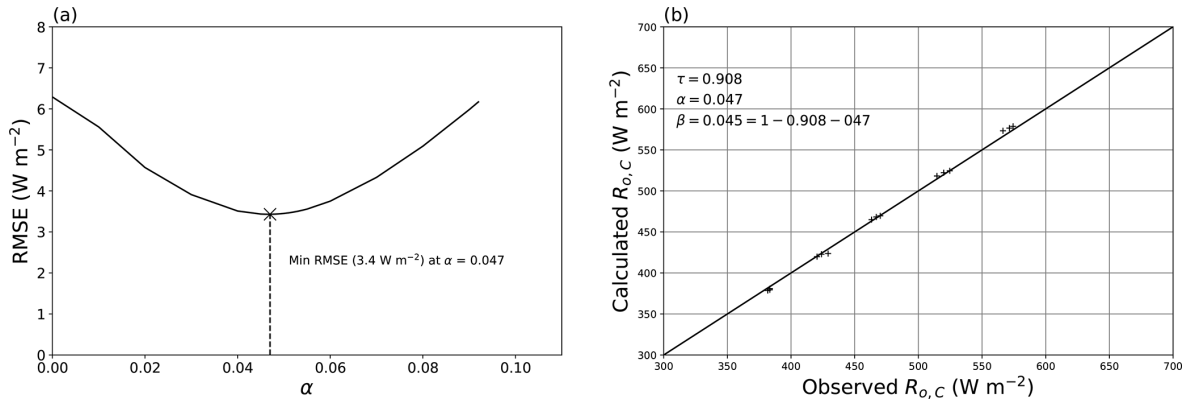 (a)
8
7
6
5
4
3
2
1
0
RMSE (W m⁻²)
Min RMSE (3.4 W m⁻²) at α = 0.047
0.00 0.02 0.04 0.06 0.08 0.10
α
(b)
700
650
600
550
500
450
400
350
300
Calculated R_{o,C} (W m⁻²)
τ = 0.908
α = 0.047
β = 0.045 = 1 − 0.908 − 047
300 350 400 450 500 550 600 650 700
Observed R_{o,C} (W m⁻²)